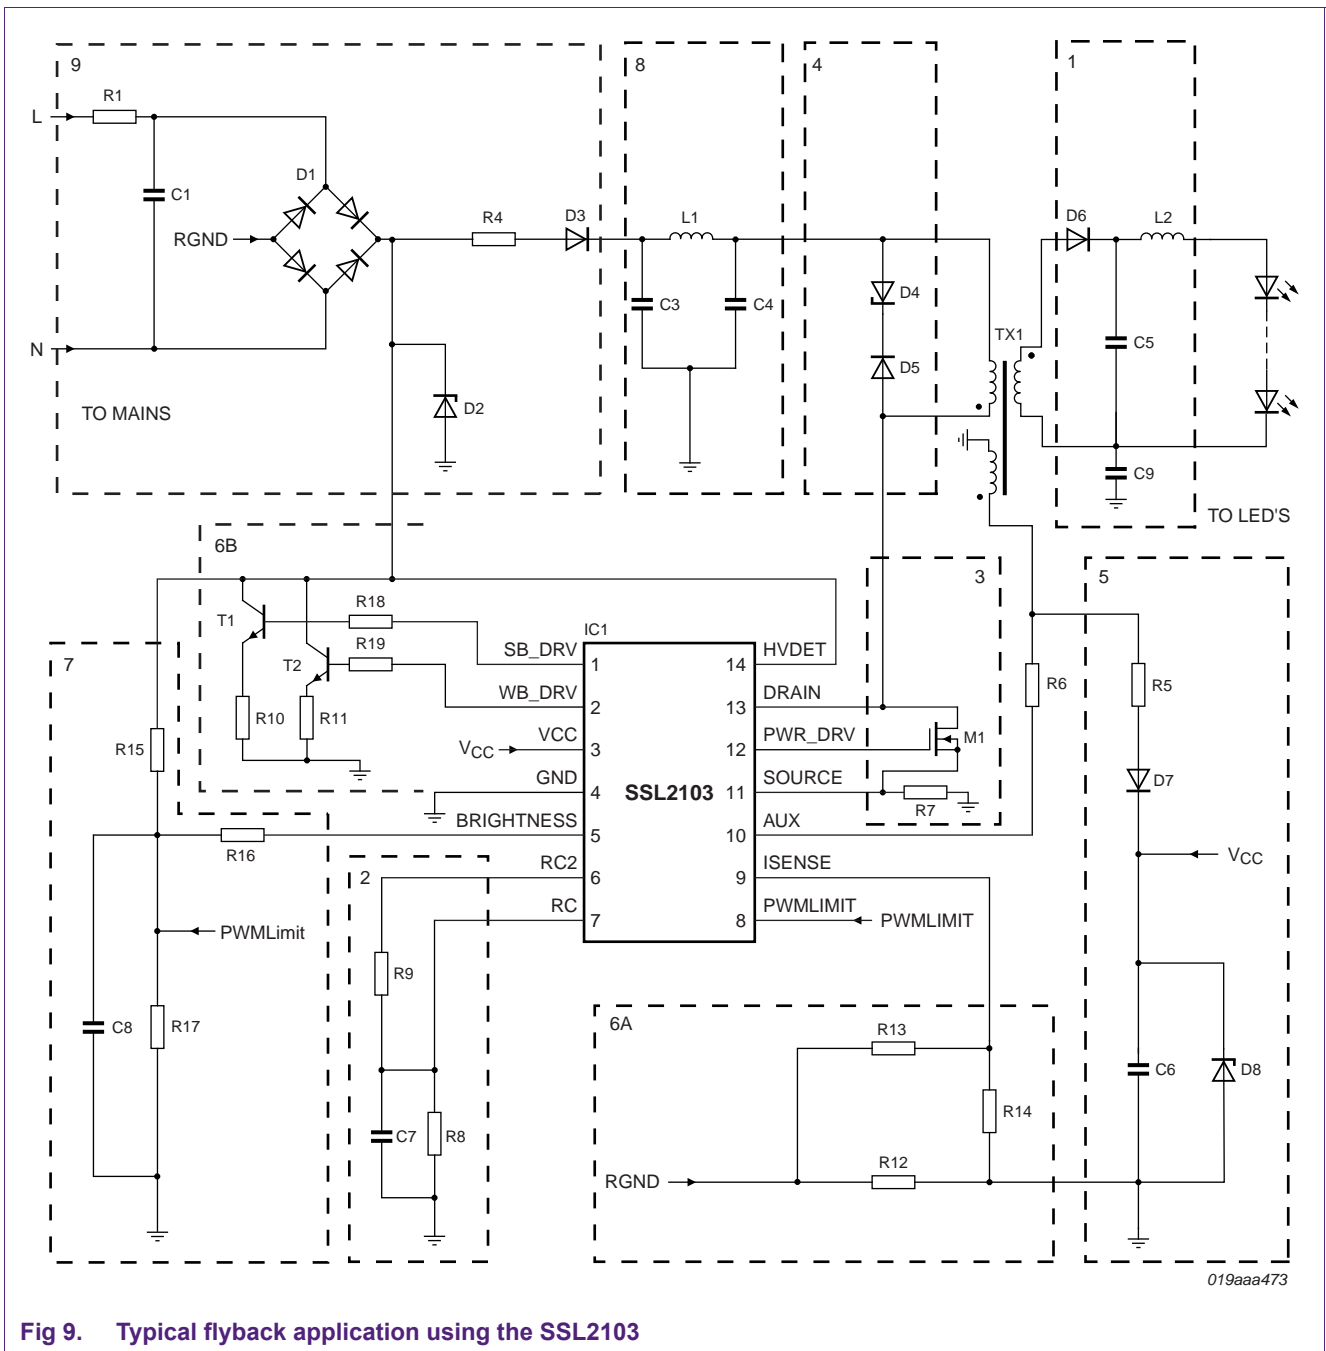 9
8
4
1
R1
L
D1
C1
RGND
R4
D3
L1
D6
L2
C3
C4
D4
TX1
C5
N
D5
TO MAINS
D2
C9
TO LED'S
6B
3
5
T1
R18
IC1
SB_DRV
1
14
HVDET
7
T2
R19
R6
R5
WB_DRV
2
13
DRAIN
R10
R11
R15
VCC
VCC
3
12
PWR_DRV
M1
D7
GND
4
SSL2103
11
SOURCE
R7
BRIGHTNESS
5
10
AUX
R16
2
RC2
6
9
ISENSE
VCC
RC
7
8
PWMLIMIT
PWMLIMIT
PWMLimit
R9
C8
R17
6A
R13
C6
D8
R14
C7
R8
R12
RGND
019aaa473
Fig 9. Typical flyback application using the SSL2103